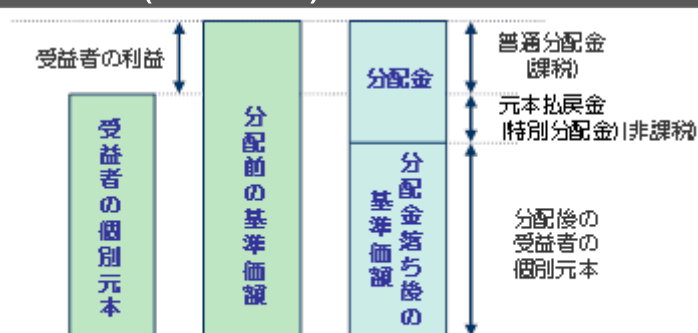 受益者の利益
受益者の個別元本
分配前の基準価額
分配金
分配金落ち後の
基準価額
普通分配金
(課税)
元本払戻金
(特別分配金)(非課税)
分配後の
受益者の
個別元本